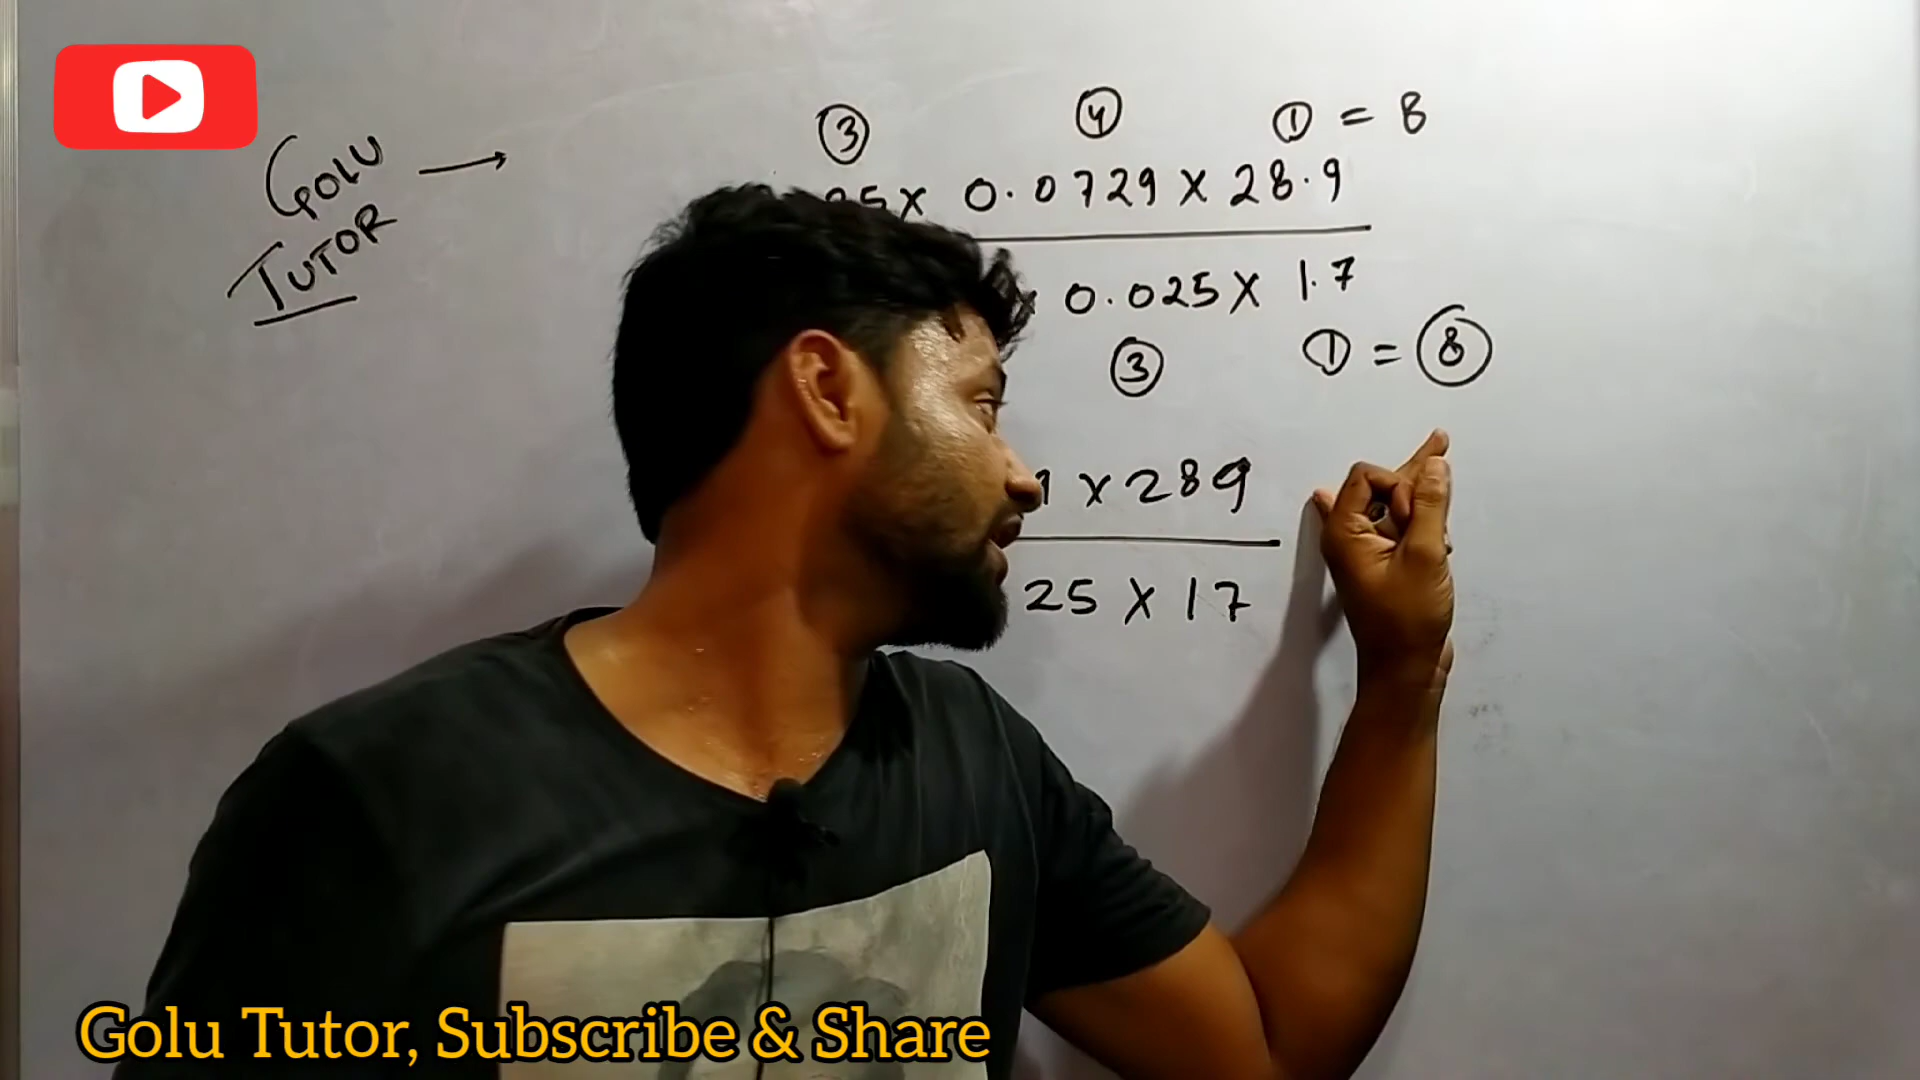 GOLU →
TUTOR
③ ④ ① = 8
25 x 0.0729 x 28.9
0.025 x 1.7
③ ① = ⑧
x 289
25 x 17
Golu Tutor, Subscribe & Share